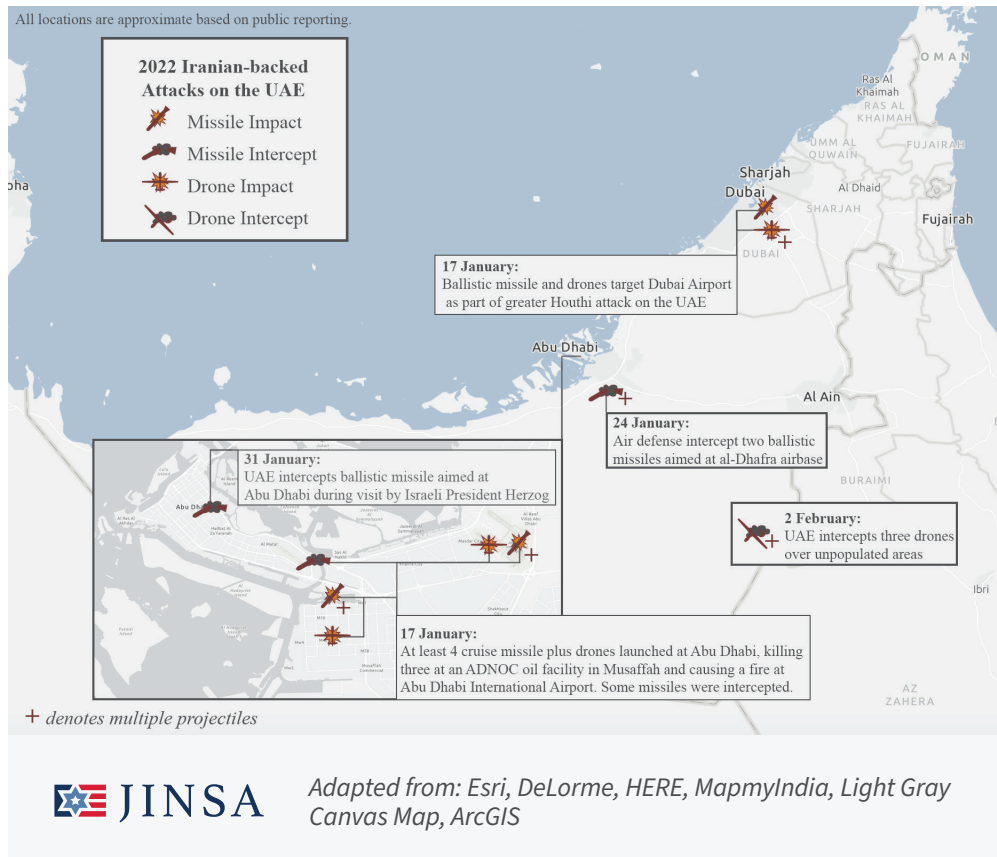 All locations are approximate based on public reporting.
2022 Iranian-backed
Attacks on the UAE
Missile Impact
Missile Intercept
Drone Impact
Drone Intercept
oha
OMAN
Ras Al
Khaimah
RAS AL
KHAIMAH
UMM AL
QUWAIN
FUJAIRAH
Sharjah
Dubai
Al Dhaid
SHARJAH
Fujairah
DUBAI
17 January:
Ballistic missile and drones target Dubai Airport
as part of greater Houthi attack on the UAE
Abu Dhabi
Al Ain
24 January:
Air defense intercept two ballistic
missiles aimed at al-Dhafra airbase
BURAIMI
31 January:
UAE intercepts ballistic missile aimed at
Abu Dhabi during visit by Israeli President Herzog
Abu Dha
2 February:
UAE intercepts three drones
over unpopulated areas
Ibri
17 January:
At least 4 cruise missile plus drones launched at Abu Dhabi, killing
three at an ADNOC oil facility in Musaffah and causing a fire at
Abu Dhabi International Airport. Some missiles were intercepted.
AZ
ZAHERA
+ denotes multiple projectiles
JINSA
Adapted from: Esri, DeLorme, HERE, MapmyIndia, Light Gray
Canvas Map, ArcGIS